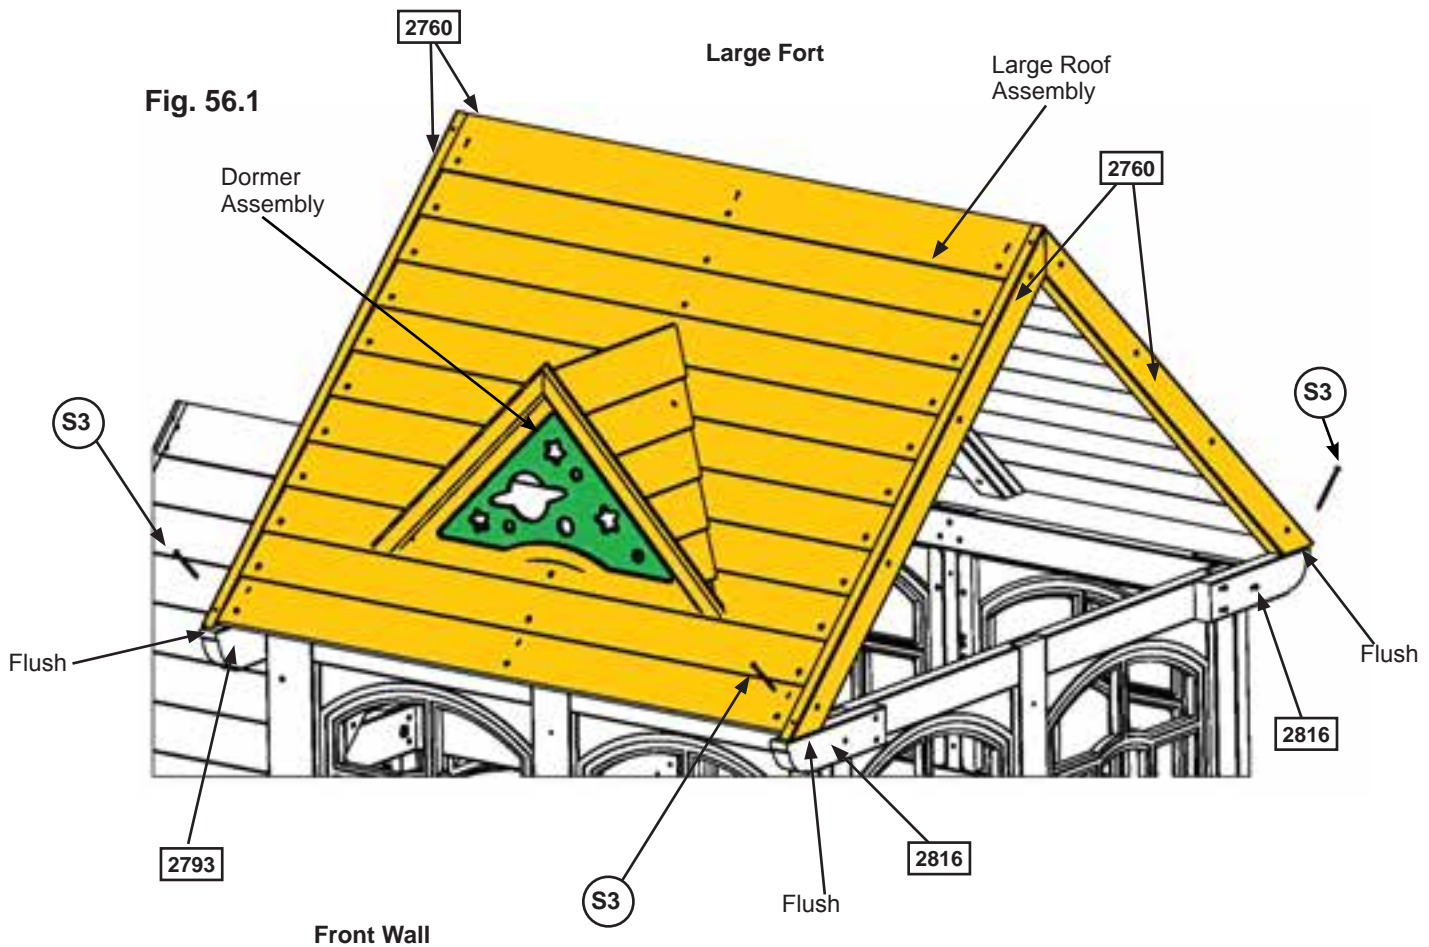 2760
Large Fort
Large Roof
Assembly
Fig. 56.1
Dormer
Assembly
2760
S3
S3
Flush
Flush
2816
2793
2816
S3
Flush
Front Wall